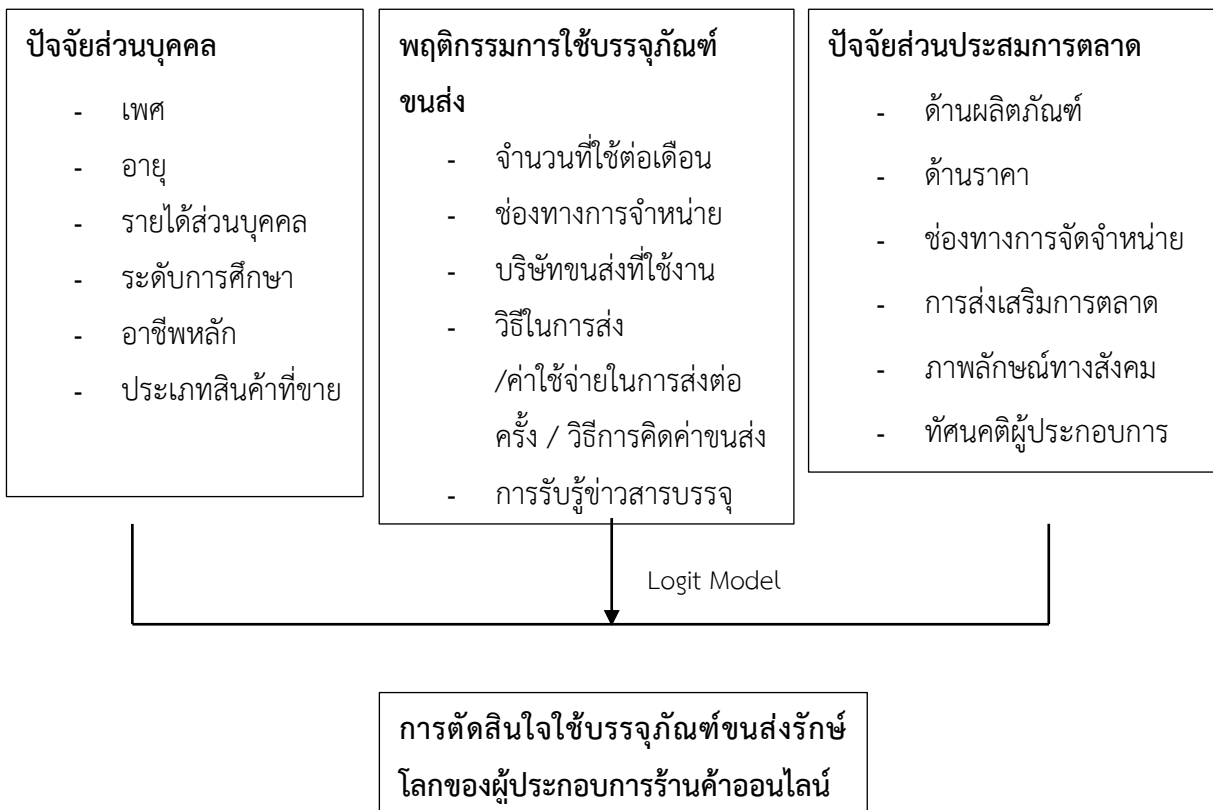 ปัจจัยส่วนบุคคล
- เพศ
- อายุ
- รายได้ส่วนบุคคล
- ระดับการศึกษา
- อาชีพหลัก
- ประเภทสินค้าที่ขาย
พฤติกรรมการใช้บรรจุภัณฑ์
ขนส่ง
- จำนวนที่ใช้ต่อเดือน
- ช่องทางการจำหน่าย
- บริษัทขนส่งที่ใช้งาน
- วิธีในการส่ง
/ค่าใช้จ่ายในการส่งต่อ
ครั้ง / วิธีการคิดค่าขนส่ง
- การรับรู้ข่าวสารบรรจุ
ปัจจัยส่วนประสมการตลาด
- ด้านผลิตภัณฑ์
- ด้านราคา
- ช่องทางการจัดจำหน่าย
- การส่งเสริมการตลาด
- ภาพลักษณ์ทางสังคม
- ทัศนคติผู้ประกอบการ
Logit Model
การตัดสินใจใช้บรรจุภัณฑ์ขนส่งรักษ์
โลกของผู้ประกอบการร้านค้าออนไลน์